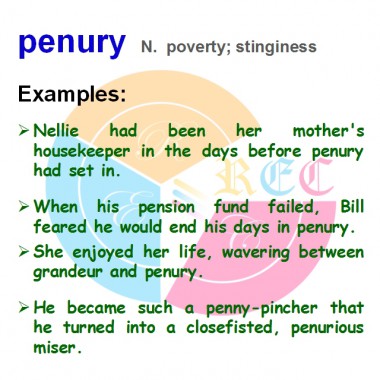 penury N. poverty; stinginess
Examples:
➢ Nellie had been her mother's
housekeeper in the days before penury
had set in.
➢ When his pension fund failed, Bill
feared he would end his days in penury.
➢ She enjoyed her life, wavering between
grandeur and penury.
➢ He became such a penny-pincher that
he turned into a closefisted, penurious
miser.
REC